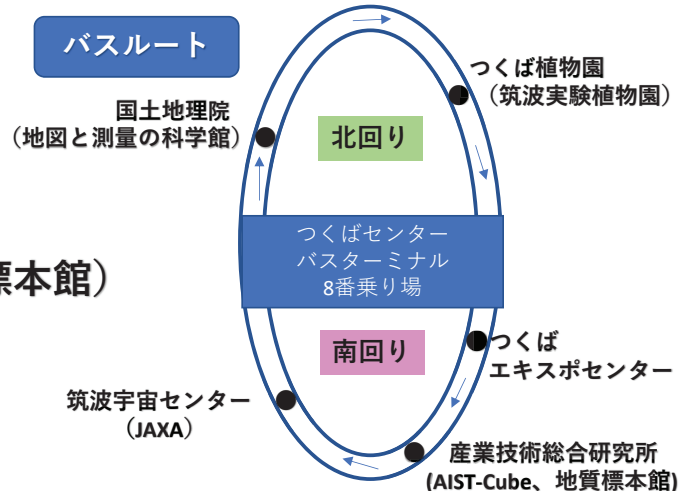 バスルート
つくば植物園
（筑波実験植物園）
国土地理院
（地図と測量の科学館）
北回り
つくばセンター
バスターミナル
8番乗り場
標本館）
南回り
つくば
エキスポセンター
筑波宇宙センター
（JAXA）
産業技術総合研究所
(AIST-Cube、地質標本館)